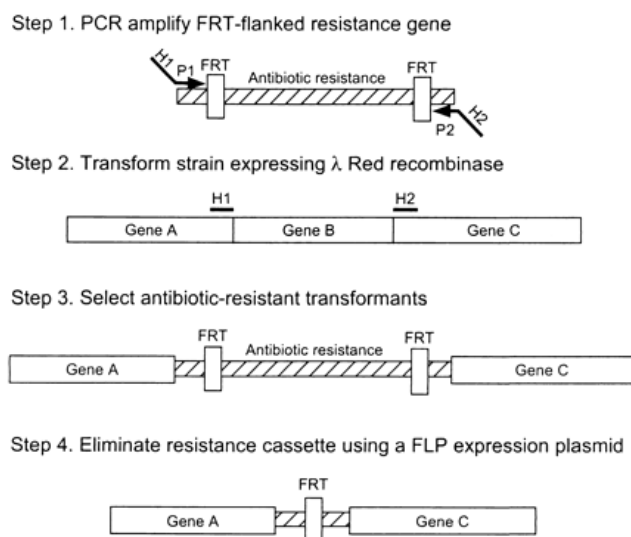 Step 1. PCR amplify FRT-flanked resistance gene
H1 P1 FRT Antibiotic resistance FRT
P2 H2
Step 2. Transform strain expressing λ Red recombinase
H1 H2
Gene A Gene B Gene C
Step 3. Select antibiotic-resistant transformants
FRT Antibiotic resistance FRT
Gene A Gene C
Step 4. Eliminate resistance cassette using a FLP expression plasmid
FRT
Gene A Gene C